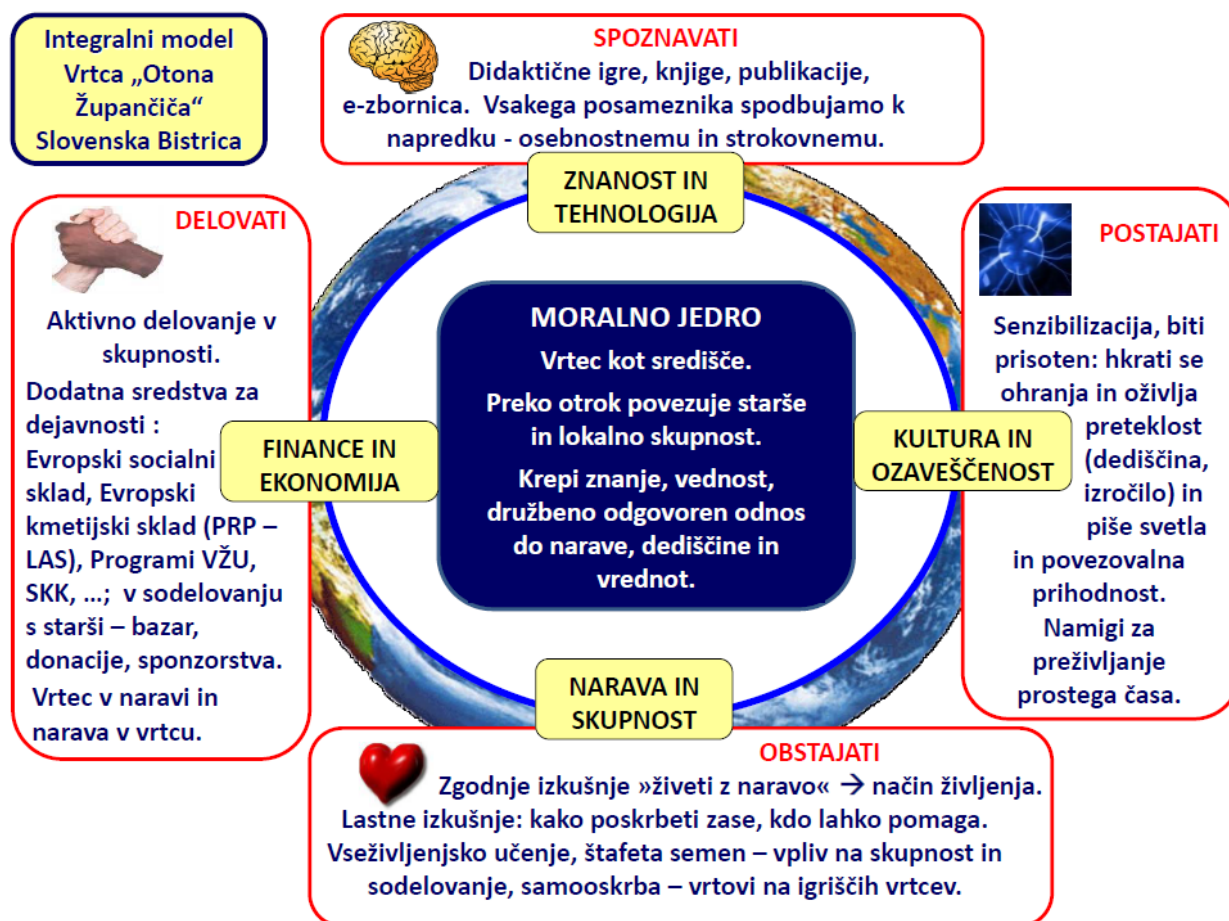 Integralni model
Vrtca „Otona
Župančiča“
Slovenska Bistrica
SPOZNAVATI
Didaktične igre, knjige, publikacije,
e-zbornica. Vsakega posameznika spodbujamo k
napredku - osebnostnemu in strokovnemu.
ZNANOST IN
TEHNOLOGIJA
DELOVATI
Aktivno delovanje v
skupnosti.
Dodatna sredstva za
dejavnosti :
Evropski socialni
sklad, Evropski
kmetijski sklad (PRP –
LAS), Programi VŽU,
SKK, ...; v sodelovanju
s starši – bazar,
donacije, sponzorstva.
Vrtec v naravi in
narava v vrtcu.
FINANCE IN
EKONOMIJA
MORALNO JEDRO
Vrtec kot središče.
Preko otrok povezuje starše
in lokalno skupnost.
Krepi znanje, vednost,
družbeno odgovoren odnos
do narave, dediščine in
vrednot.
KULTURA IN
OZAVEŠČENOST
POSTAJATI
Senzibilizacija, biti
prisoten: hkrati se
ohranja in oživlja
preteklost
(dediščina,
izročilo) in
piše svetla
in povezovalna
prihodnost.
Namigi za
preživljanje
prostega časa.
NARAVA IN
SKUPNOST
OBSTAJATI
Zgodnje izkušnje »živeti z naravo« → način življenja.
Lastne izkušnje: kako poskrbeti zase, kdo lahko pomaga.
Vseživljenjsko učenje, štafeta semen – vpliv na skupnost in
sodelovanje, samooskrba – vrtovi na igriščih vrtcev.